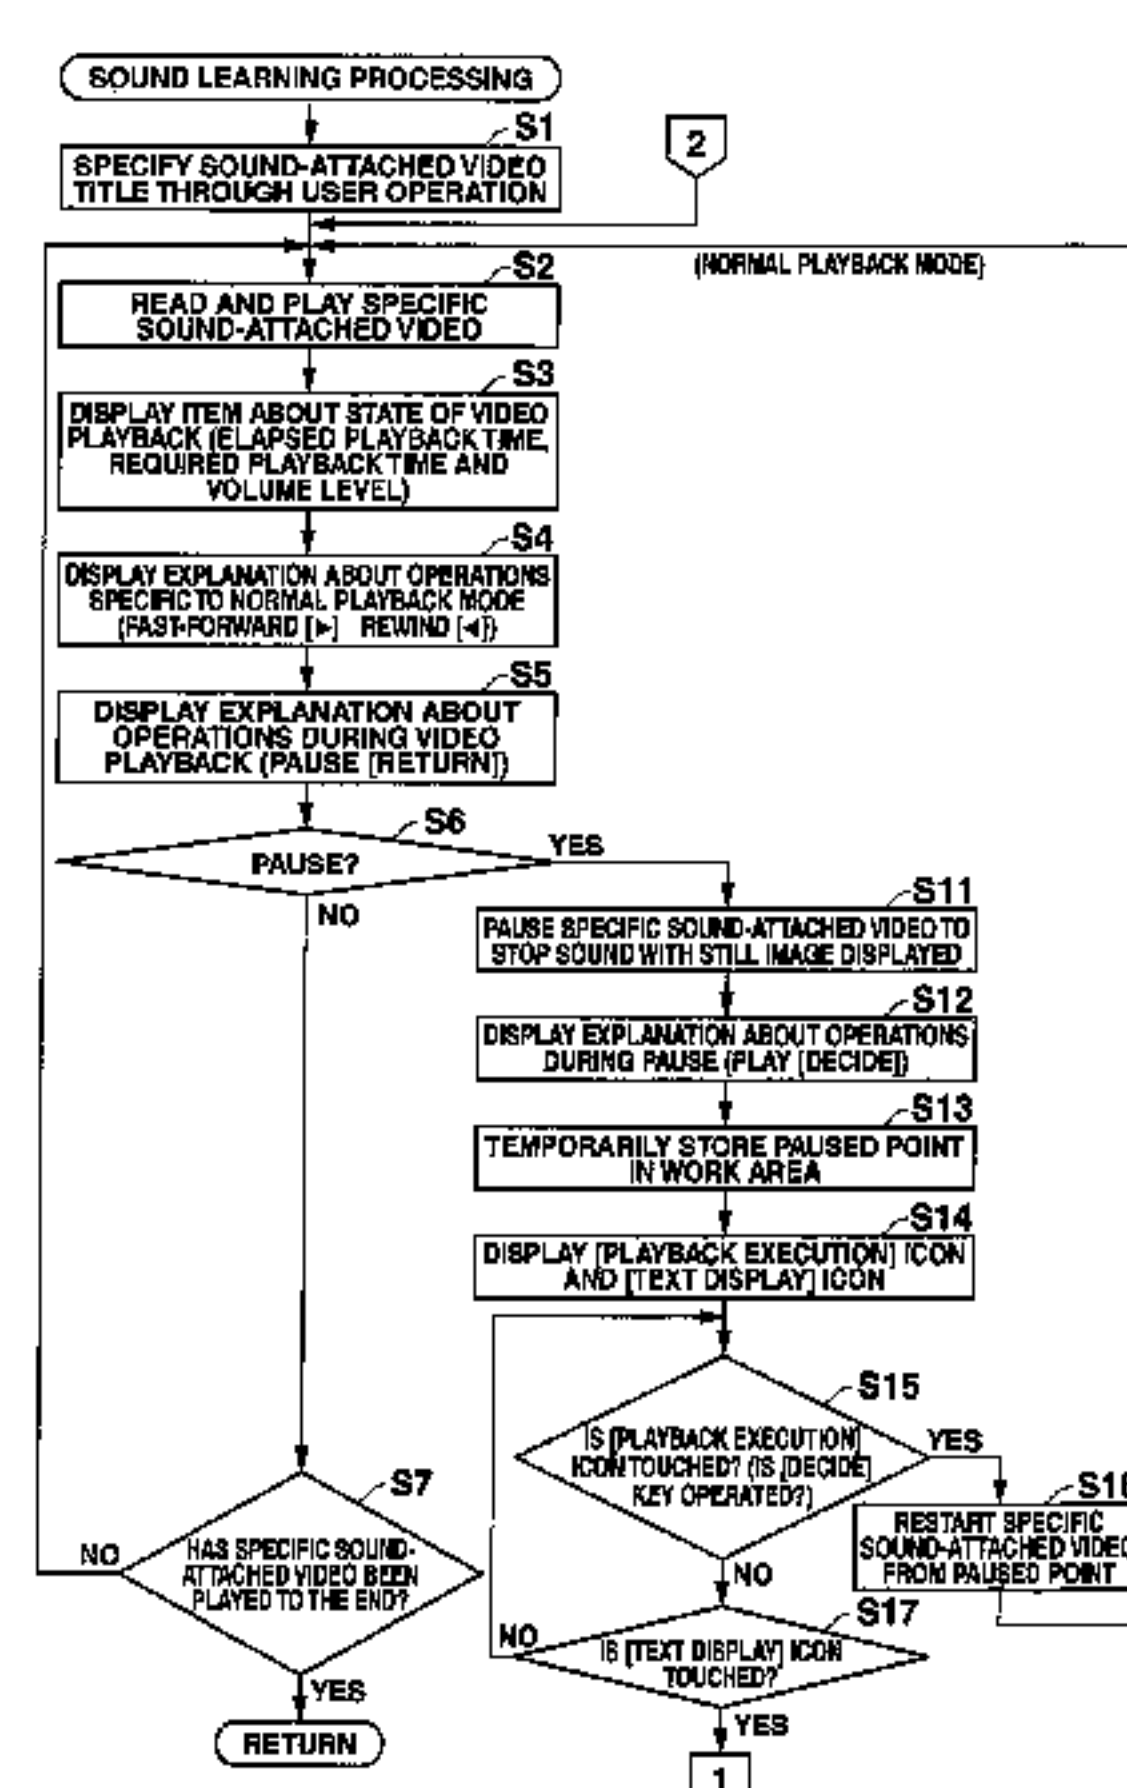 SOUND LEARNING PROCESSING
S1
SPECIFY SOUND-ATTACHED VIDEO
TITLE THROUGH USER OPERATION
2
(NORMAL PLAYBACK MODE)
S2
READ AND PLAY SPECIFIC
SOUND-ATTACHED VIDEO
S3
DISPLAY ITEM ABOUT STATE OF VIDEO
PLAYBACK (ELAPSED PLAYBACK TIME,
REQUIRED PLAYBACK TIME AND
VOLUME LEVEL)
S4
DISPLAY EXPLANATION ABOUT OPERATIONS
SPECIFIC TO NORMAL PLAYBACK MODE
(FAST-FORWARD [▶] REWIND [◀])
S5
DISPLAY EXPLANATION ABOUT
OPERATIONS DURING VIDEO
PLAYBACK (PAUSE [RETURN])
S6
PAUSE?
YES
NO
S11
PAUSE SPECIFIC SOUND-ATTACHED VIDEO TO
STOP SOUND WITH STILL IMAGE DISPLAYED
S12
DISPLAY EXPLANATION ABOUT OPERATIONS
DURING PAUSE (PLAY [DECIDE])
S13
TEMPORARILY STORE PAUSED POINT
IN WORK AREA
S14
DISPLAY [PLAYBACK EXECUTION] ICON
AND [TEXT DISPLAY] ICON
S15
IS [PLAYBACK EXECUTION]
ICON TOUCHED? (IS [DECIDE]
KEY OPERATED?)
YES
NO
S16
RESTART SPECIFIC
SOUND-ATTACHED VIDEO
FROM PAUSED POINT
S17
IS [TEXT DISPLAY] ICON
TOUCHED?
NO
YES
1
S7
HAS SPECIFIC SOUND-
ATTACHED VIDEO BEEN
PLAYED TO THE END?
NO
YES
RETURN